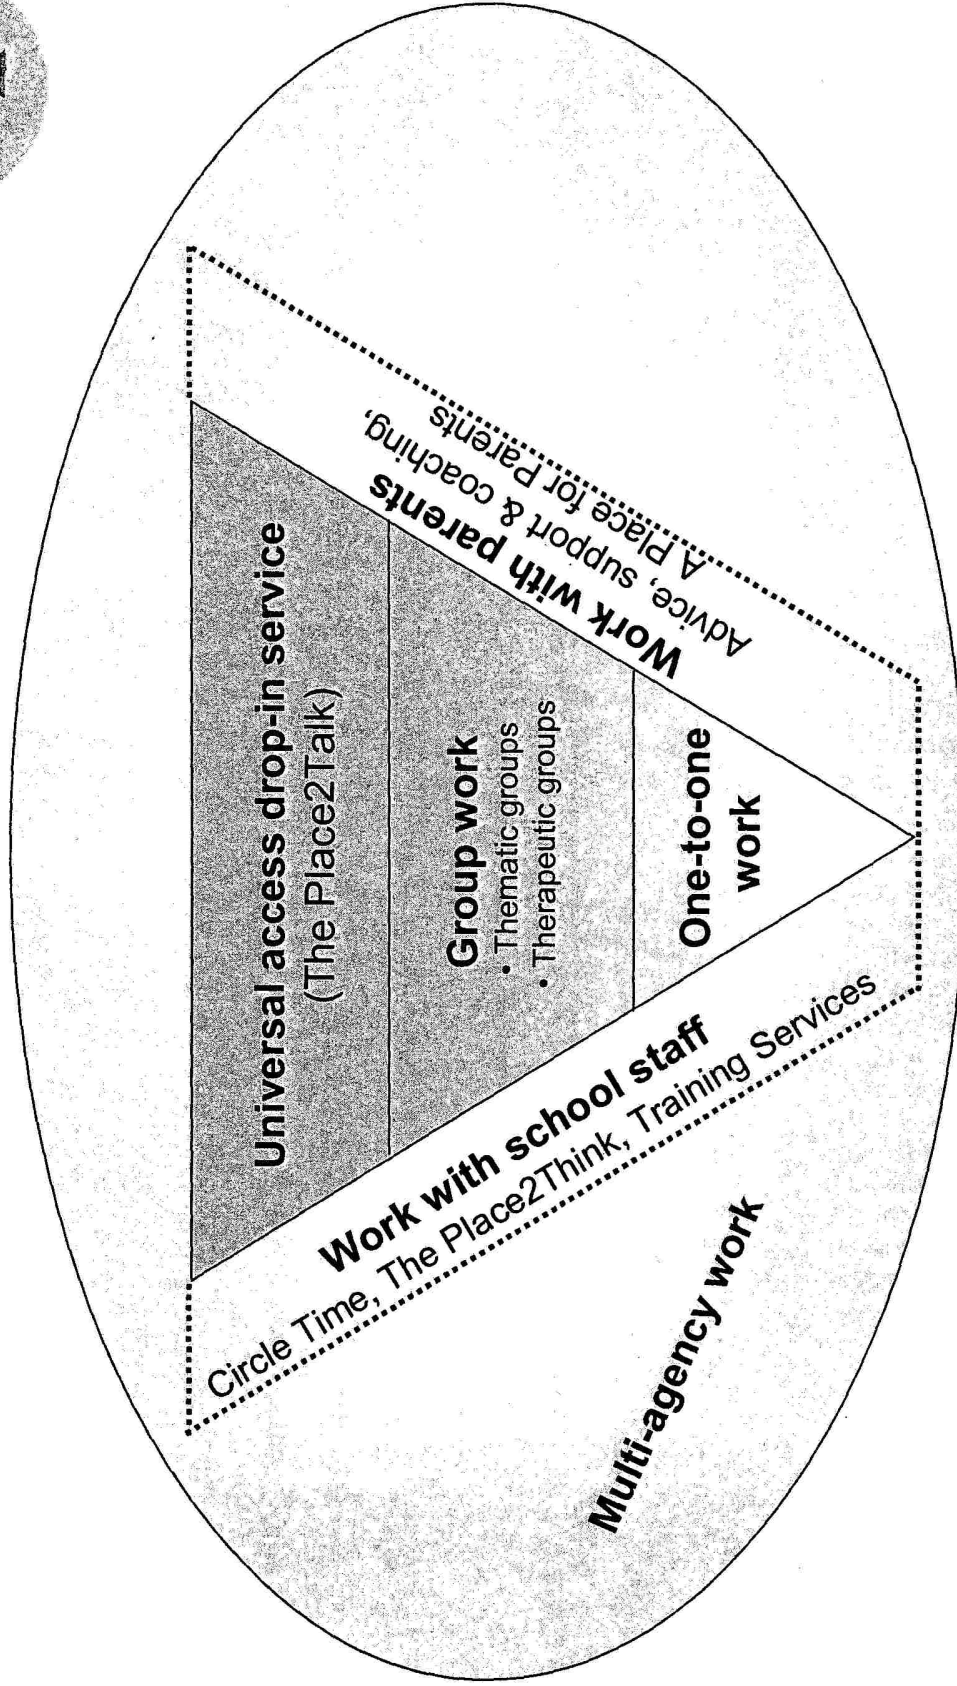 Universal access drop-in service
(The Place2Talk)
Group work
• Thematic groups
• Therapeutic groups
One-to-one
work
Work with school staff
Circle Time, The Place2Think, Training Services
Work with parents
Advice, support & coaching,
A Place for Parents
Multi-agency work